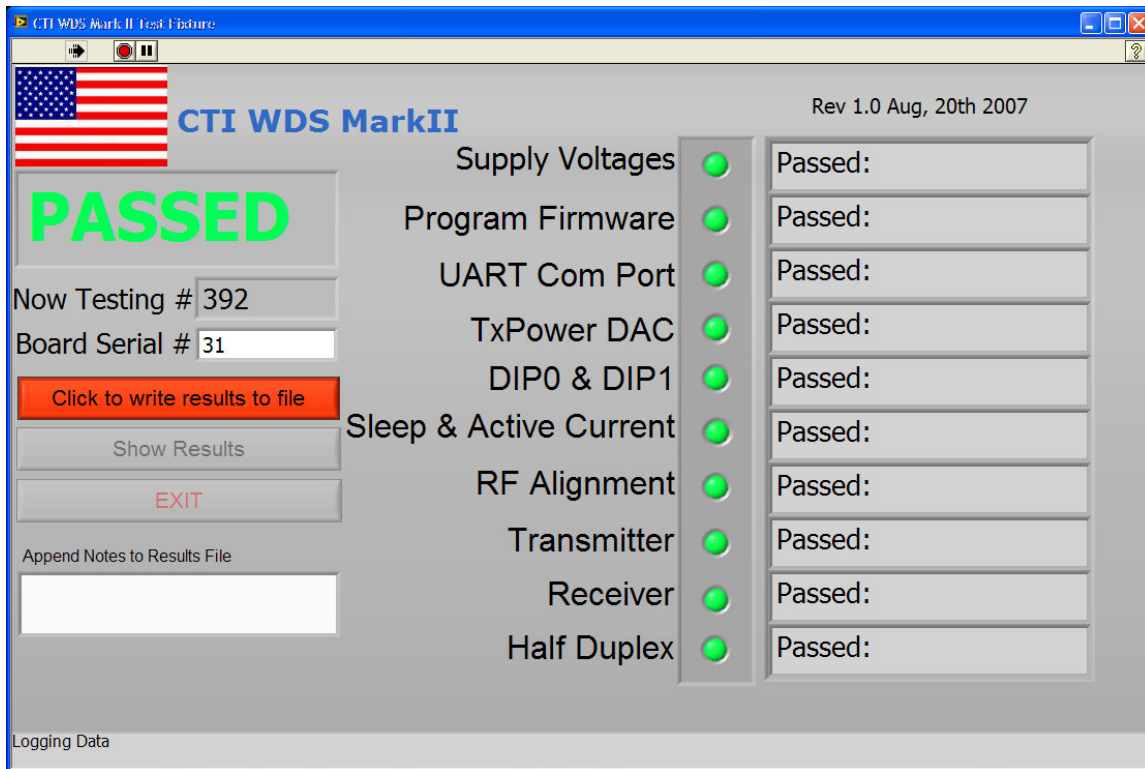 CTI WDS Mark II Test Fixture
CTI WDS MarkII
Rev 1.0 Aug, 20th 2007
PASSED
Now Testing # 392
Board Serial # 31
Click to write results to file
Show Results
EXIT
Append Notes to Results File
Supply Voltages Passed:
Program Firmware Passed:
UART Com Port Passed:
TxPower DAC Passed:
DIP0 & DIP1 Passed:
Sleep & Active Current Passed:
RF Alignment Passed:
Transmitter Passed:
Receiver Passed:
Half Duplex Passed:
Logging Data